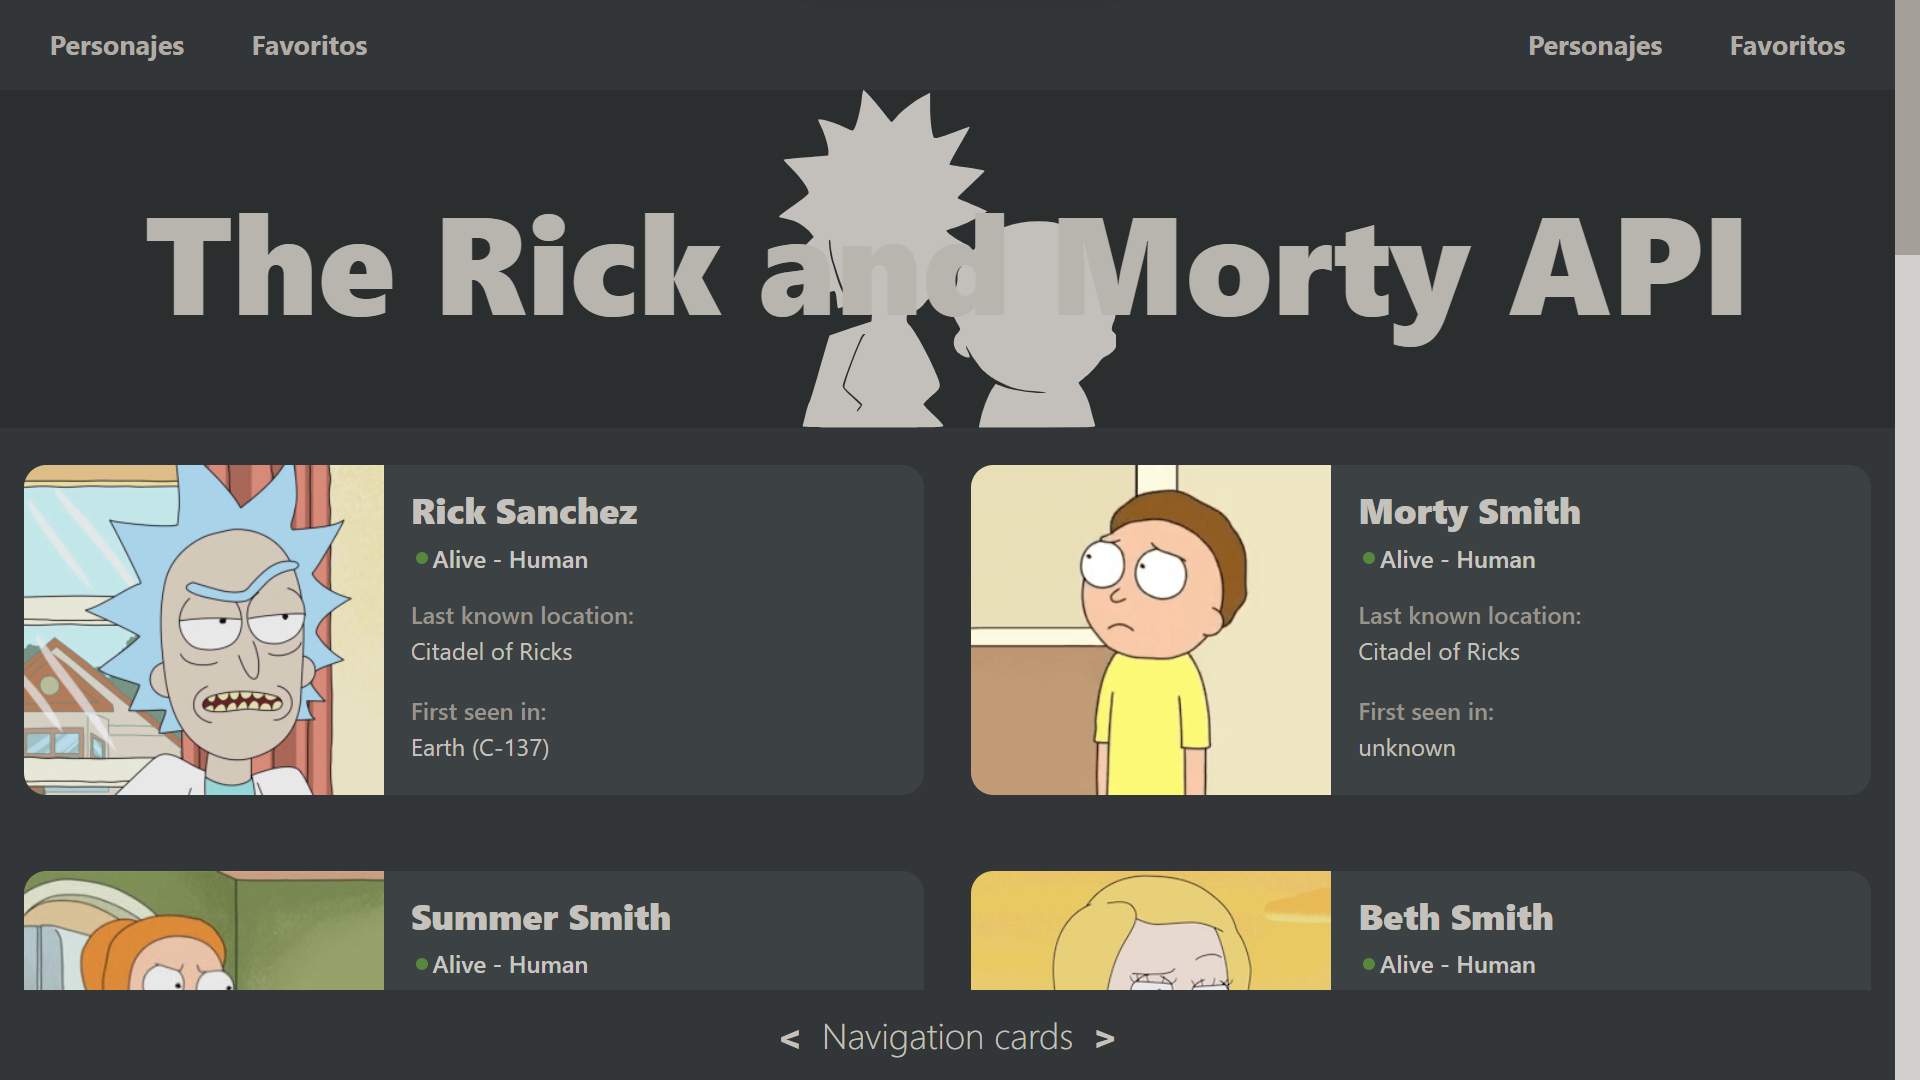 Personjes Favoritos Personajes Favoritos
The Rick and Morty API
Rick Sanchez
Alive - Human
Last known location:
Citadel of Ricks
First seen in:
Earth (C-137)
Morty Smith
Alive - Human
Last known location:
Citadel of Ricks
First seen in:
unknown
Summer Smith
Alive - Human
Beth Smith
Alive - Human
< Navigation cards >